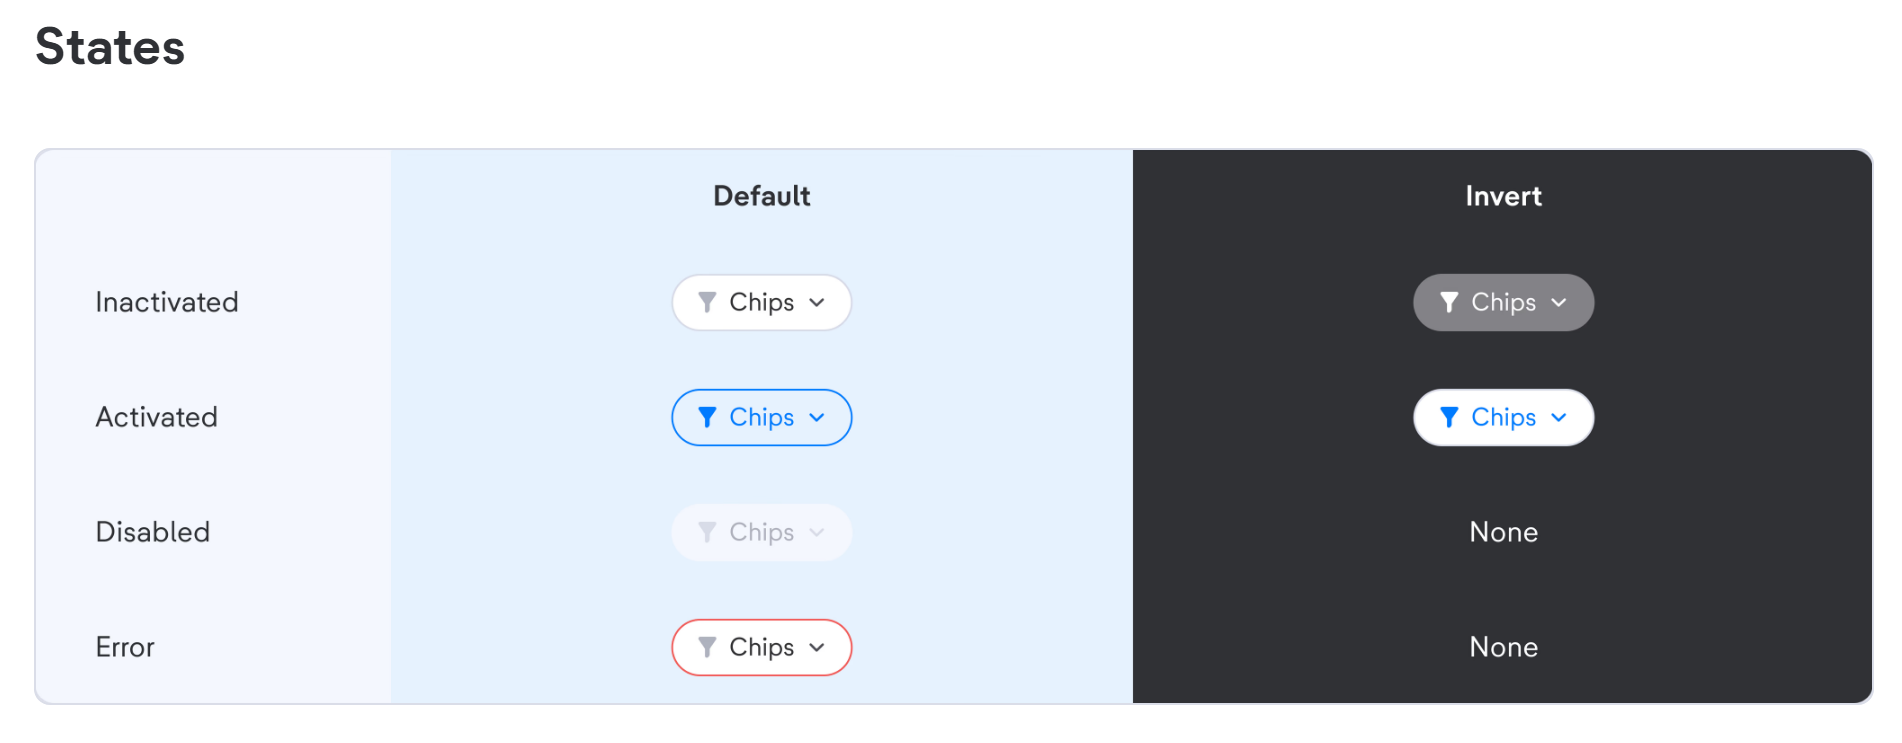 States
Default Invert
Inactivated Chips Chips
Activated Chips Chips
Disabled Chips None
Error Chips None